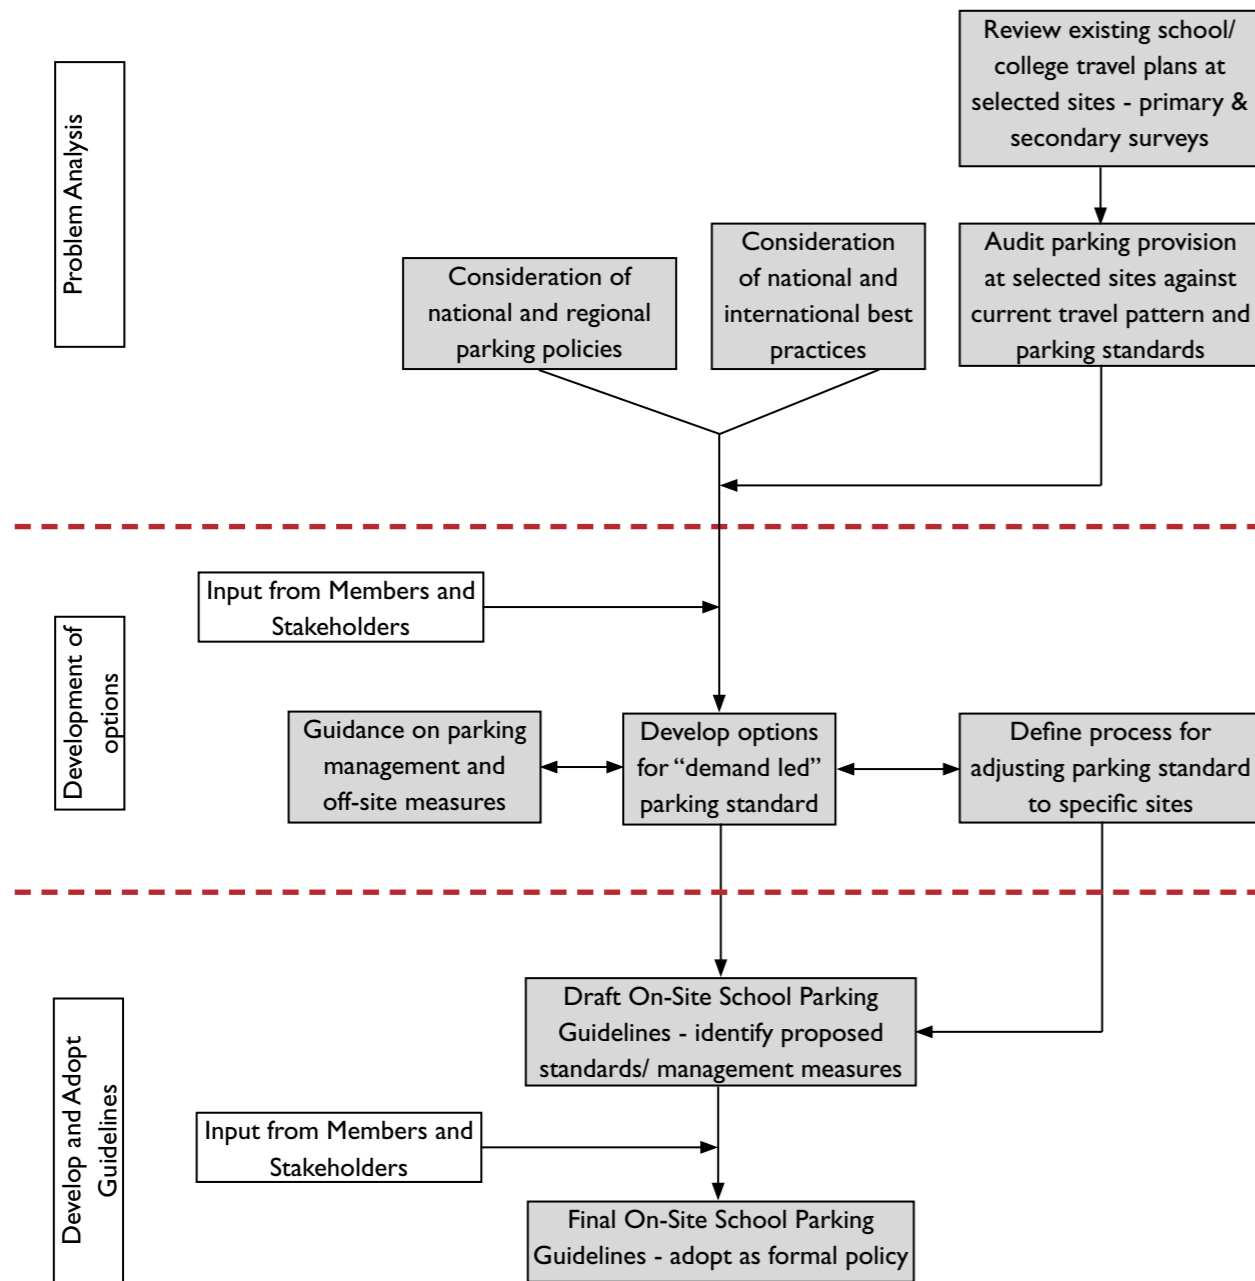 Problem Analysis
Review existing school/
college travel plans at
selected sites - primary &
secondary surveys
Consideration of
national and regional
parking policies
Consideration
of national and
international best
practices
Audit parking provision
at selected sites against
current travel pattern and
parking standards
Development of
options
Input from Members and
Stakeholders
Guidance on parking
management and
off-site measures
Develop options
for “demand led”
parking standard
Define process for
adjusting parking standard
to specific sites
Develop and Adopt
Guidelines
Draft On-Site School Parking
Guidelines - identify proposed
standards/ management measures
Input from Members and
Stakeholders
Final On-Site School Parking
Guidelines - adopt as formal policy